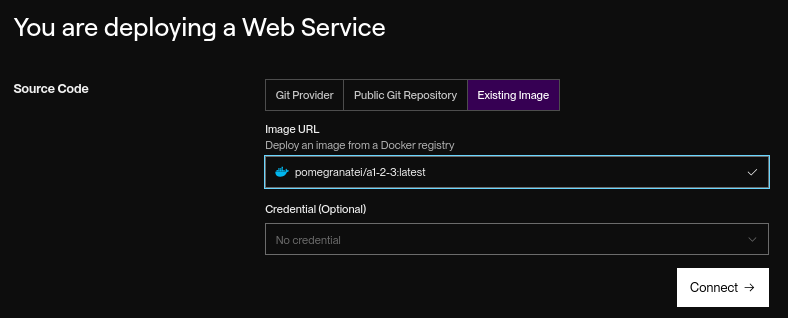 You are deploying a Web Service
Source Code
Git Provider Public Git Repository Existing Image
Image URL
Deploy an image from a Docker registry
pomegranatei/a1-2-3:latest
Credential (Optional)
No credential
Connect →